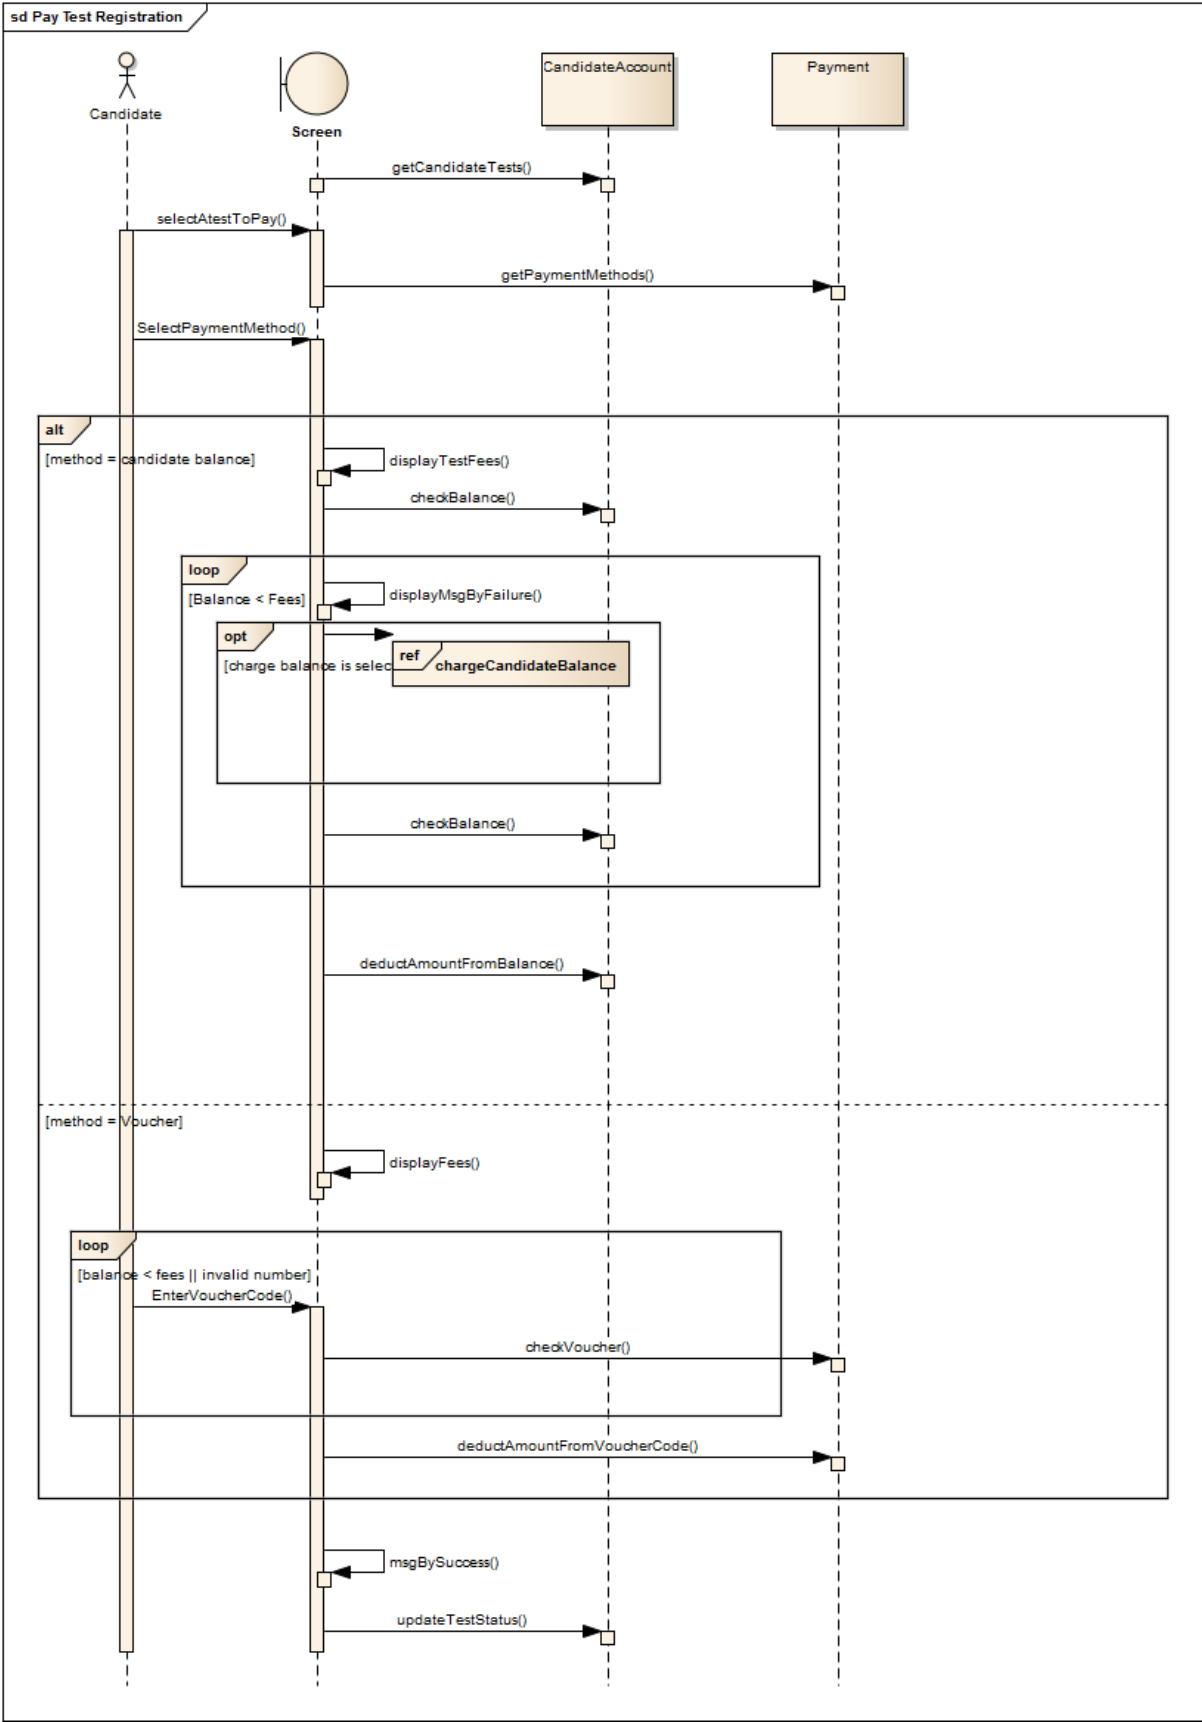 sd Pay Test Registration
Candidate
Screen
CandidateAccount
Payment
getCandidateTests()
selectAtestToPay()
getPaymentMethods()
SelectPaymentMethod()
alt
[method = candidate balance]
displayTestFees()
checkBalance()
loop
[Balance < Fees]
displayMsgByFailure()
opt
[charge balance is selec
ref
chargeCandidateBalance
checkBalance()
deductAmountFromBalance()
[method = Voucher]
displayFees()
loop
[balance < fees || invalid number]
EnterVoucherCode()
checkVoucher()
deductAmountFromVoucherCode()
msgBySuccess()
updateTestStatus()